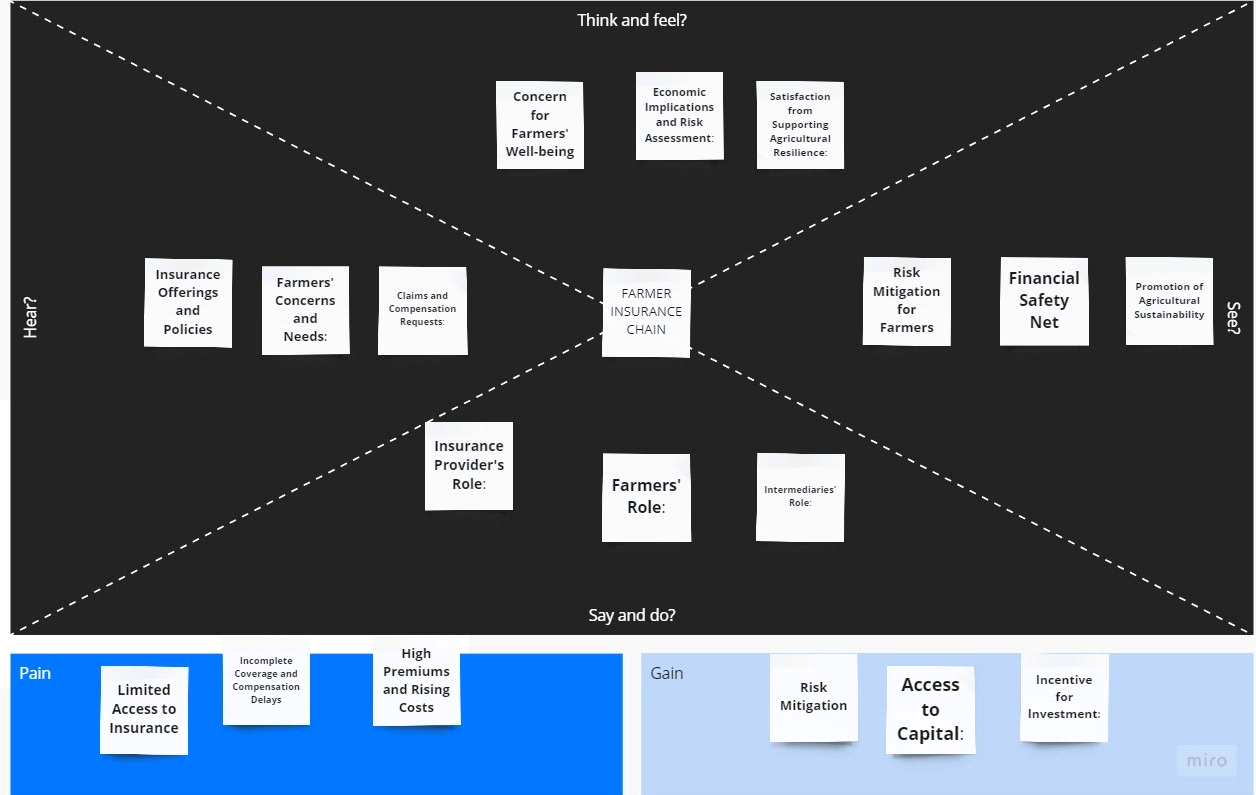 Think and feel?
Concern
for
Farmers'
Well-being
Economic
Implications
and Risk
Assessment:
Satisfaction
from
Supporting
Agricultural
Resilience:
Hear?
Insurance
Offerings
and
Policies
Farmers'
Concerns
and
Needs:
Claims and
Compensation
Requests:
FARMER
INSURANCE
CHAIN
Risk
Mitigation
for
Farmers
Financial
Safety
Net
Promotion of
Agricultural
Sustainability
See?
Insurance
Provider's
Role:
Farmers'
Role:
Intermediaries'
Role:
Say and do?
Pain
Limited
Access to
Insurance
Incomplete
Coverage and
Compensation
Delays
High
Premiums
and Rising
Costs
Gain
Risk
Mitigation
Access
to
Capital:
Incentive
for
Investment:
miro